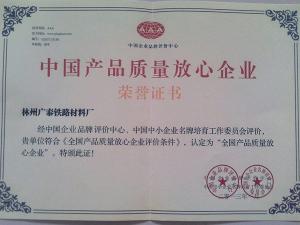 中国企业品牌评价中心
中国产品质量放心企业
荣誉证书
林州广泰铁路材料厂
经中国企业品牌评价中心、中国中小企业名牌培育工作委员会评价，
贵单位符合《全国产品质量放心企业评价条件》，认定为“全国产品质量放
心企业”，特颁此证！